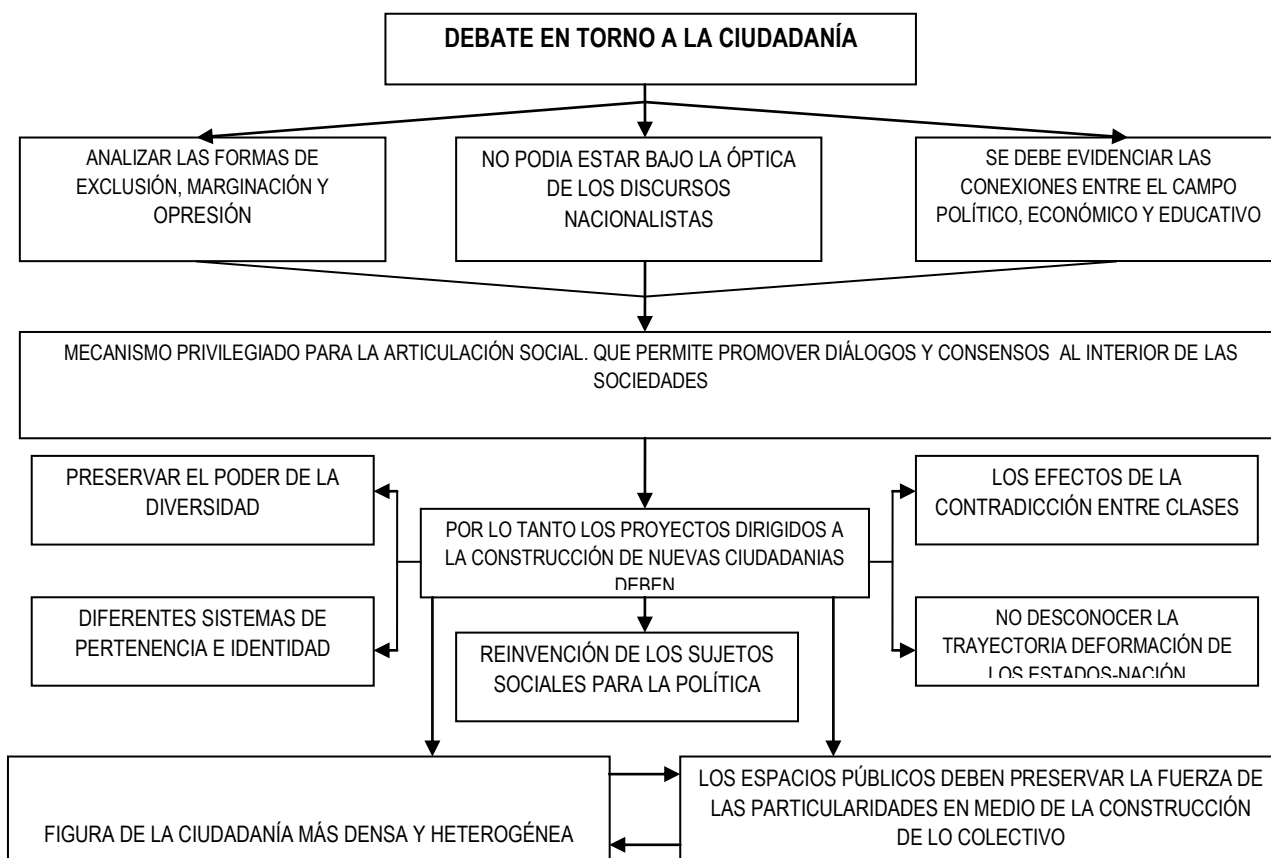 DEBATE EN TORNO A LA CIUDADANÍA
ANALIZAR LAS FORMAS DE
EXCLUSIÓN, MARGINACIÓN Y
OPRESIÓN
NO PODIA ESTAR BAJO LA ÓPTICA
DE LOS DISCURSOS
NACIONALISTAS
SE DEBE EVIDENCIAR LAS
CONEXIONES ENTRE EL CAMPO
POLÍTICO, ECONÓMICO Y EDUCATIVO
MECANISMO PRIVILEGIADO PARA LA ARTICULACIÓN SOCIAL. QUE PERMITE PROMOVER DIÁLOGOS Y CONSENSOS AL INTERIOR DE LAS
SOCIEDADES
PRESERVAR EL PODER DE LA
DIVERSIDAD
LOS EFECTOS DE LA
CONTRADICCIÓN ENTRE CLASES
POR LO TANTO LOS PROYECTOS DIRIGIDOS A
LA CONSTRUCCIÓN DE NUEVAS CIUDADANIAS
DEBEN
DIFERENTES SISTEMAS DE
PERTENENCIA E IDENTIDAD
REINVENCIÓN DE LOS SUJETOS
SOCIALES PARA LA POLÍTICA
NO DESCONOCER LA
TRAYECTORIA DEFORMACIÓN DE
LOS ESTADOS-NACIÓN
FIGURA DE LA CIUDADANÍA MÁS DENSA Y HETEROGÉNEA
LOS ESPACIOS PÚBLICOS DEBEN PRESERVAR LA FUERZA DE
LAS PARTICULARIDADES EN MEDIO DE LA CONSTRUCCIÓN
DE LO COLECTIVO